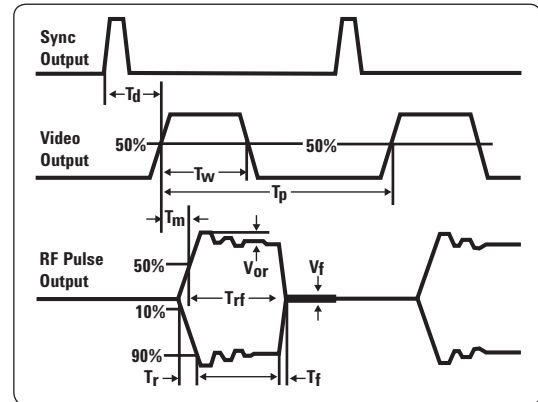 Sync
Output
Td
Video
Output
50%
50%
Tw
Tp
Tm
RF Pulse
Output
50%
Vor
Vf
Trf
10%
90%
Tr
Tf